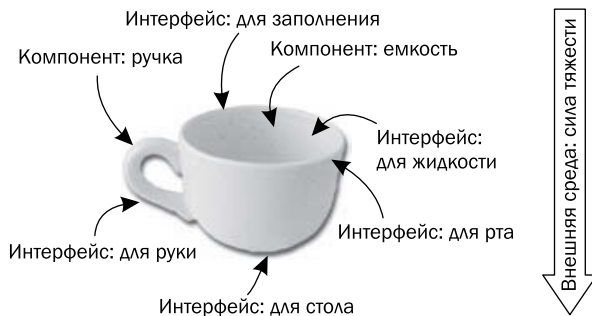 Интерфейс: для заполнения
Компонент: емкость
Компонент: ручка
Интерфейс:
для жидкости
Интерфейс: для рта
Интерфейс: для руки
Интерфейс: для стола
Внешняя среда: сила тяжести